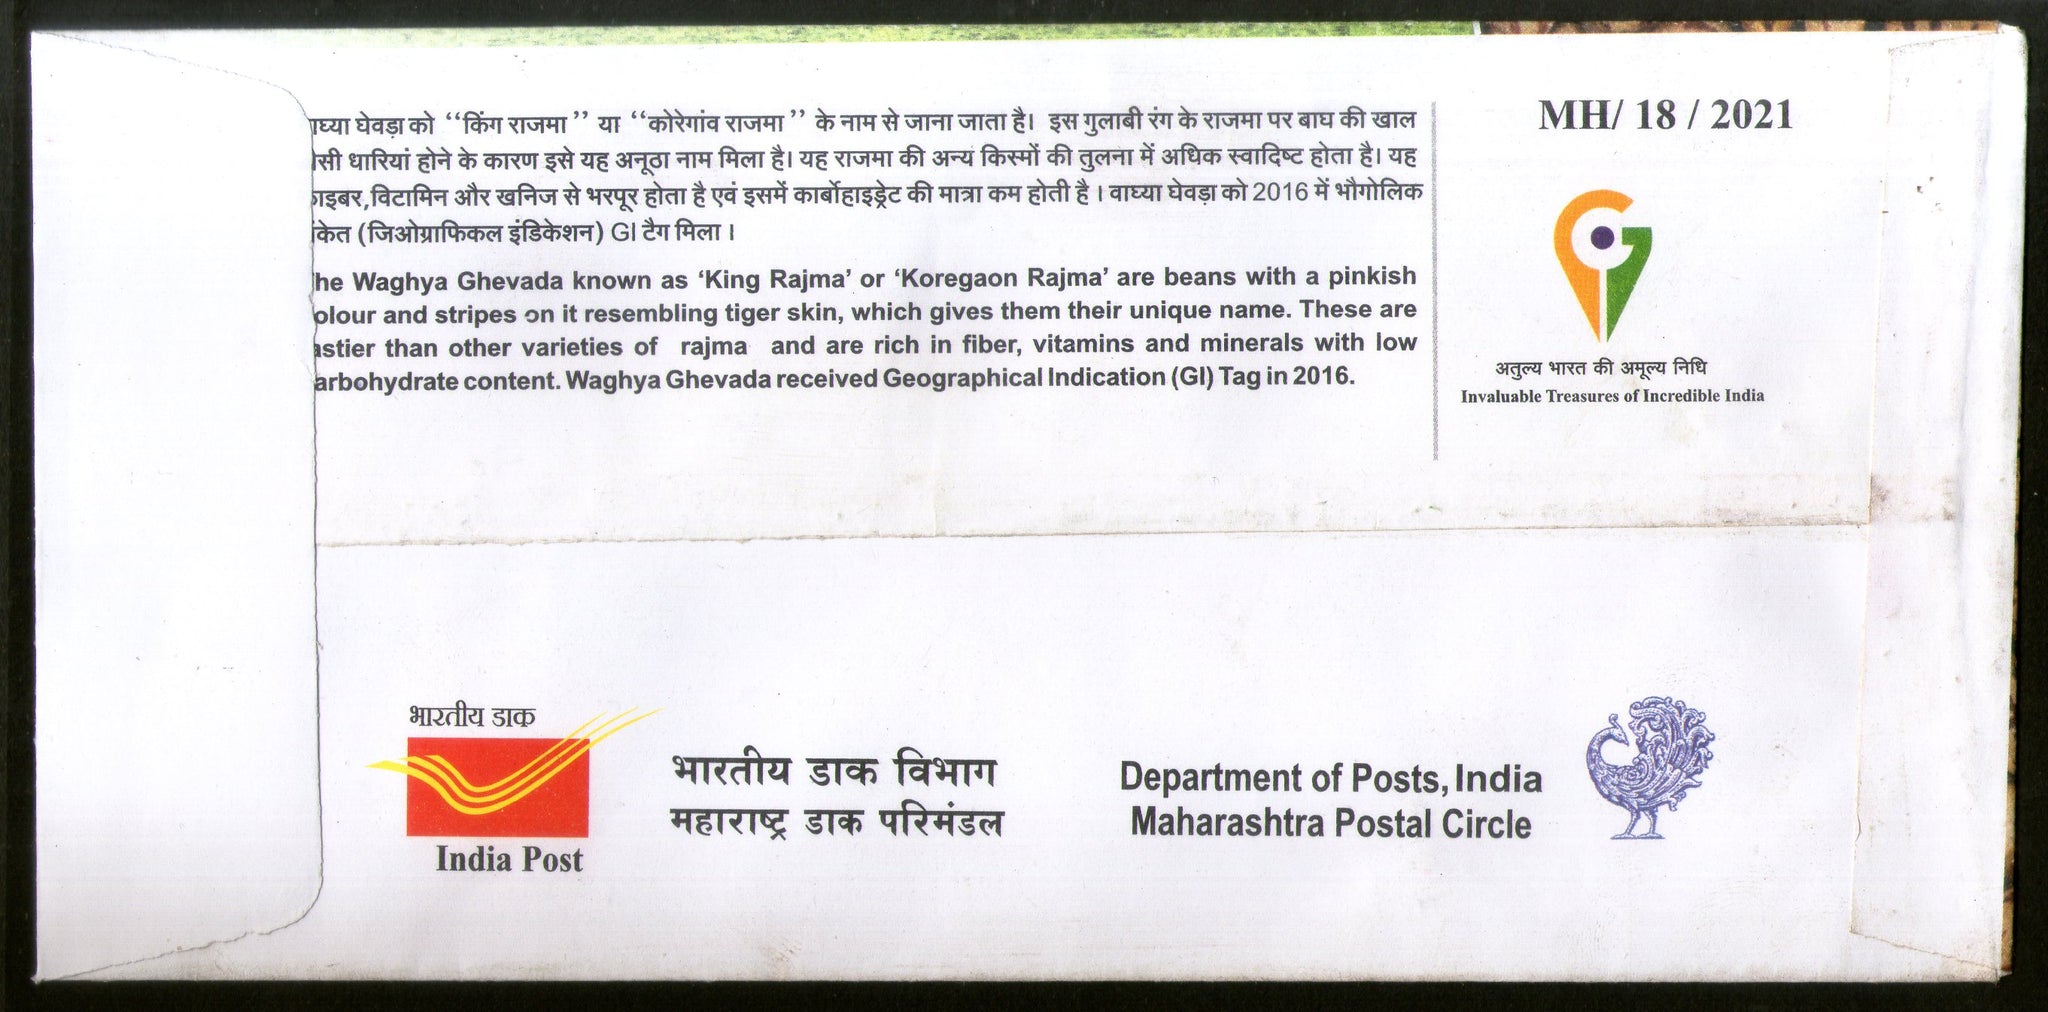 घेवड़ा को ‘‘किंग राजमा’’ या ‘‘कोरेगांव राजमा’’ के नाम से जाना जाता है। इस गुलाबी रंग के राजमा पर बाघ की खाल
धारियां होने के कारण इसे यह अनूठा नाम मिला है। यह राजमा की अन्य किस्मों की तुलना में अधिक स्वादिष्ट होता है। यह
विटामिन और खनिज से भरपूर होता है एवं इसमें कार्बोहाइड्रेट की मात्रा कम होती है। वाघ्या घेवड़ा को 2016 में भौगोलिक
(जिओग्राफिकल इंडिकेशन) GI टैग मिला।
he Waghya Ghevada known as ‘King Rajma’ or ‘Koregaon Rajma’ are beans with a pinkish
olour and stripes on it resembling tiger skin, which gives them their unique name. These are
astier than other varieties of rajma and are rich in fiber, vitamins and minerals with low
arbohydrate content. Waghya Ghevada received Geographical Indication (GI) Tag in 2016.
MH/ 18 / 2021
अतुल्य भारत की अमूल्य निधि
Invaluable Treasures of Incredible India
भारतीय डाक
India Post
भारतीय डाक विभाग
महाराष्ट्र डाक परिमंडल
Department of Posts, India
Maharashtra Postal Circle